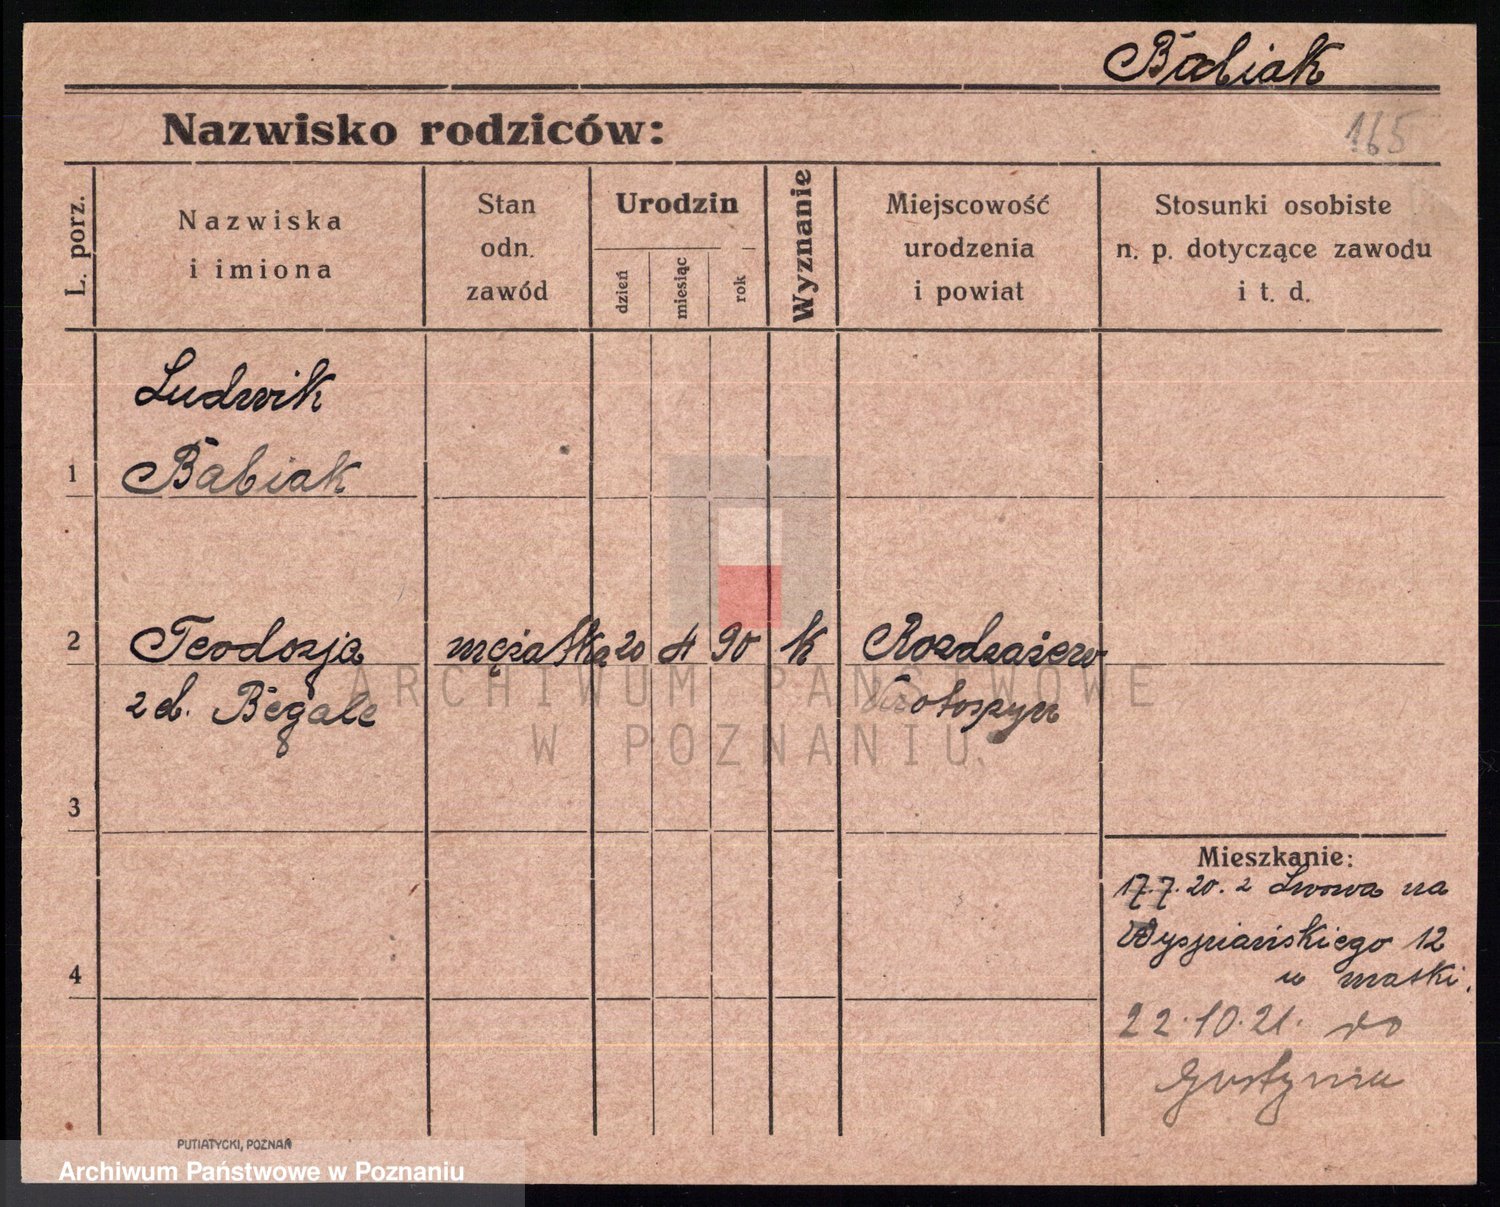 Babiak
Nazwisko rodziców:
165
L. porz.
Nazwiska
i imiona
Stan
odn.
zawód
Urodzin
dzień
miesiąc
rok
Wyznanie
Miejscowość
urodzenia
i powiat
Stosunki osobiste
n. p. dotyczące zawodu
i t. d.
Ludwik
1 Babiak
2 Teodozja mężatka 20 4 90 k Rozdrażew
z d. Begale Krotoszyn
ARCHIWUM PAŃSTWOWE
W POZNANIU
3
Mieszkanie:
17.7.20. z Lwowa na
Wyspiańskiego 12
u matki.
4
22.10.21. do
Gostynia
PUTIATYCKI, POZNAŃ
Archiwum Państwowe w Poznaniu